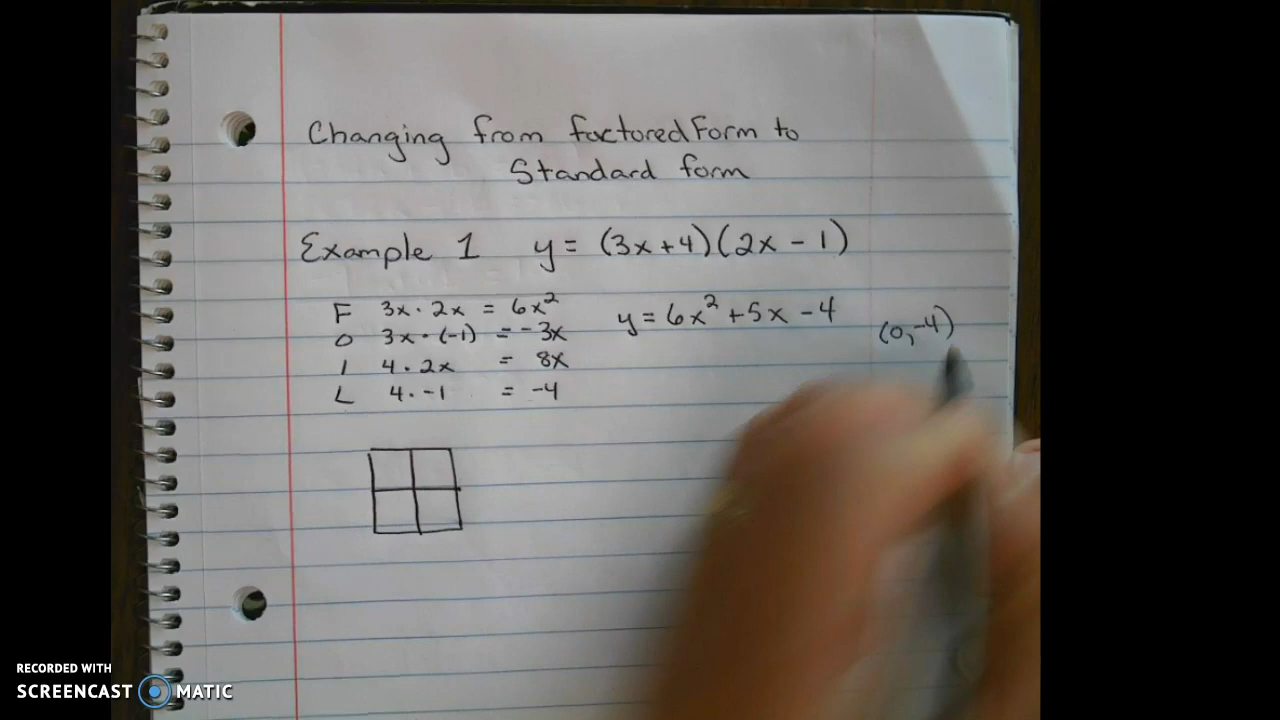 Changing from factored Form to
Standard form
Example 1 y = (3x+4)(2x - 1)
F 3x · 2x = 6x²
O 3x · (-1) = -3x
I 4 · 2x = 8x
L 4 · -1 = -4
y = 6x² + 5x - 4
(0, -4)
RECORDED WITH
SCREENCAST MATIC